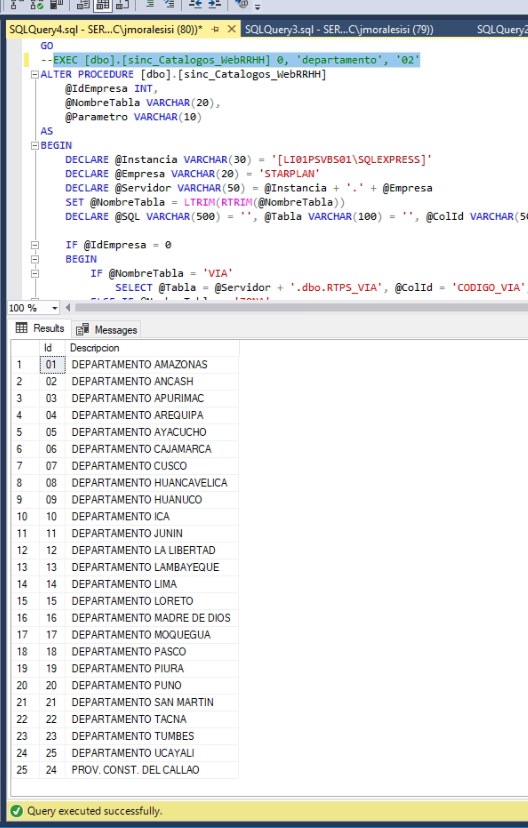 SQLQuery4.sql - SER...C\jmoralesisi (80))* SQLQuery3.sql - SER...C\jmoralesisi (79)) SQLQuery2
GO
--EXEC [dbo].[sinc_Catalogos_WebRRHH] 0, 'departamento', '02'
ALTER PROCEDURE [dbo].[sinc_Catalogos_WebRRHH]
@IdEmpresa INT,
@NombreTabla VARCHAR(20),
@Parametro VARCHAR(10)
AS
BEGIN
DECLARE @Instancia VARCHAR(30) = '[LI01PSVBS01\SQLEXPRESS]'
DECLARE @Empresa VARCHAR(20) = 'STARPLAN'
DECLARE @Servidor VARCHAR(50) = @Instancia + '.' + @Empresa
SET @NombreTabla = LTRIM(RTRIM(@NombreTabla))
DECLARE @SQL VARCHAR(500) = '', @Tabla VARCHAR(100) = '', @ColId VARCHAR(50
IF @IdEmpresa = 0
BEGIN
IF @NombreTabla = 'VIA'
SELECT @Tabla = @Servidor + '.dbo.RTPS_VIA', @ColId = 'CODIGO_VIA',
ELSE IF @NombreTabla = 'ZONA'
100 %
Results Messages
Id Descripcion
1 01 DEPARTAMENTO AMAZONAS
2 02 DEPARTAMENTO ANCASH
3 03 DEPARTAMENTO APURIMAC
4 04 DEPARTAMENTO AREQUIPA
5 05 DEPARTAMENTO AYACUCHO
6 06 DEPARTAMENTO CAJAMARCA
7 07 DEPARTAMENTO CUSCO
8 08 DEPARTAMENTO HUANCAVELICA
9 09 DEPARTAMENTO HUANUCO
10 10 DEPARTAMENTO ICA
11 11 DEPARTAMENTO JUNIN
12 12 DEPARTAMENTO LA LIBERTAD
13 13 DEPARTAMENTO LAMBAYEQUE
14 14 DEPARTAMENTO LIMA
15 15 DEPARTAMENTO LORETO
16 16 DEPARTAMENTO MADRE DE DIOS
17 17 DEPARTAMENTO MOQUEGUA
18 18 DEPARTAMENTO PASCO
19 19 DEPARTAMENTO PIURA
20 20 DEPARTAMENTO PUNO
21 21 DEPARTAMENTO SAN MARTIN
22 22 DEPARTAMENTO TACNA
23 23 DEPARTAMENTO TUMBES
24 25 DEPARTAMENTO UCAYALI
25 24 PROV. CONST. DEL CALLAO
Query executed successfully.